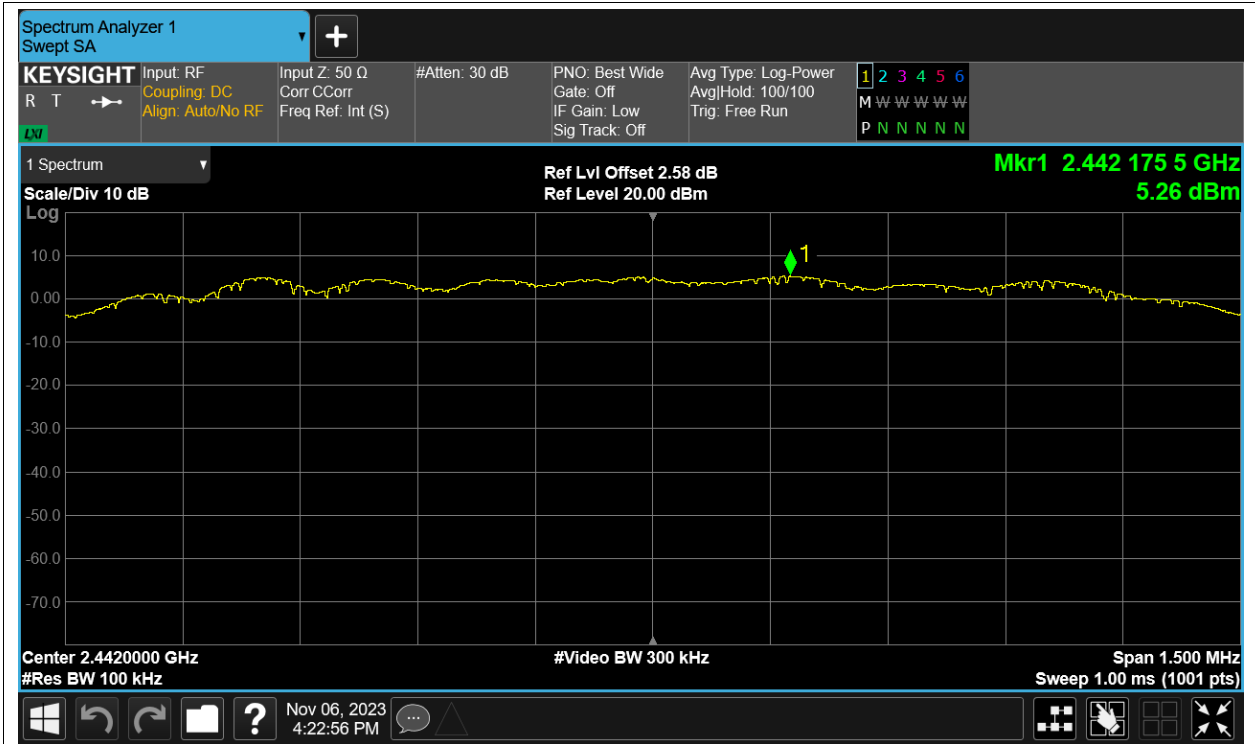 Spectrum Analyzer 1
Swept SA
+
KEYSIGHT
R T
LXI
Input: RF
Coupling: DC
Align: Auto/No RF
Input Z: 50 Ω
Corr CCorr
Freq Ref: Int (S)
#Atten: 30 dB
PNO: Best Wide
Gate: Off
IF Gain: Low
Sig Track: Off
Avg Type: Log-Power
Avg|Hold: 100/100
Trig: Free Run
1 2 3 4 5 6
M W W W W W
P N N N N N
1 Spectrum
Scale/Div 10 dB
Ref Lvl Offset 2.58 dB
Ref Level 20.00 dBm
Mkr1 2.442 175 5 GHz
5.26 dBm
Log
1
10.0
0.00
-10.0
-20.0
-30.0
-40.0
-50.0
-60.0
-70.0
Center 2.4420000 GHz
#Video BW 300 kHz
Span 1.500 MHz
#Res BW 100 kHz
Sweep 1.00 ms (1001 pts)
?
Nov 06, 2023
4:22:56 PM